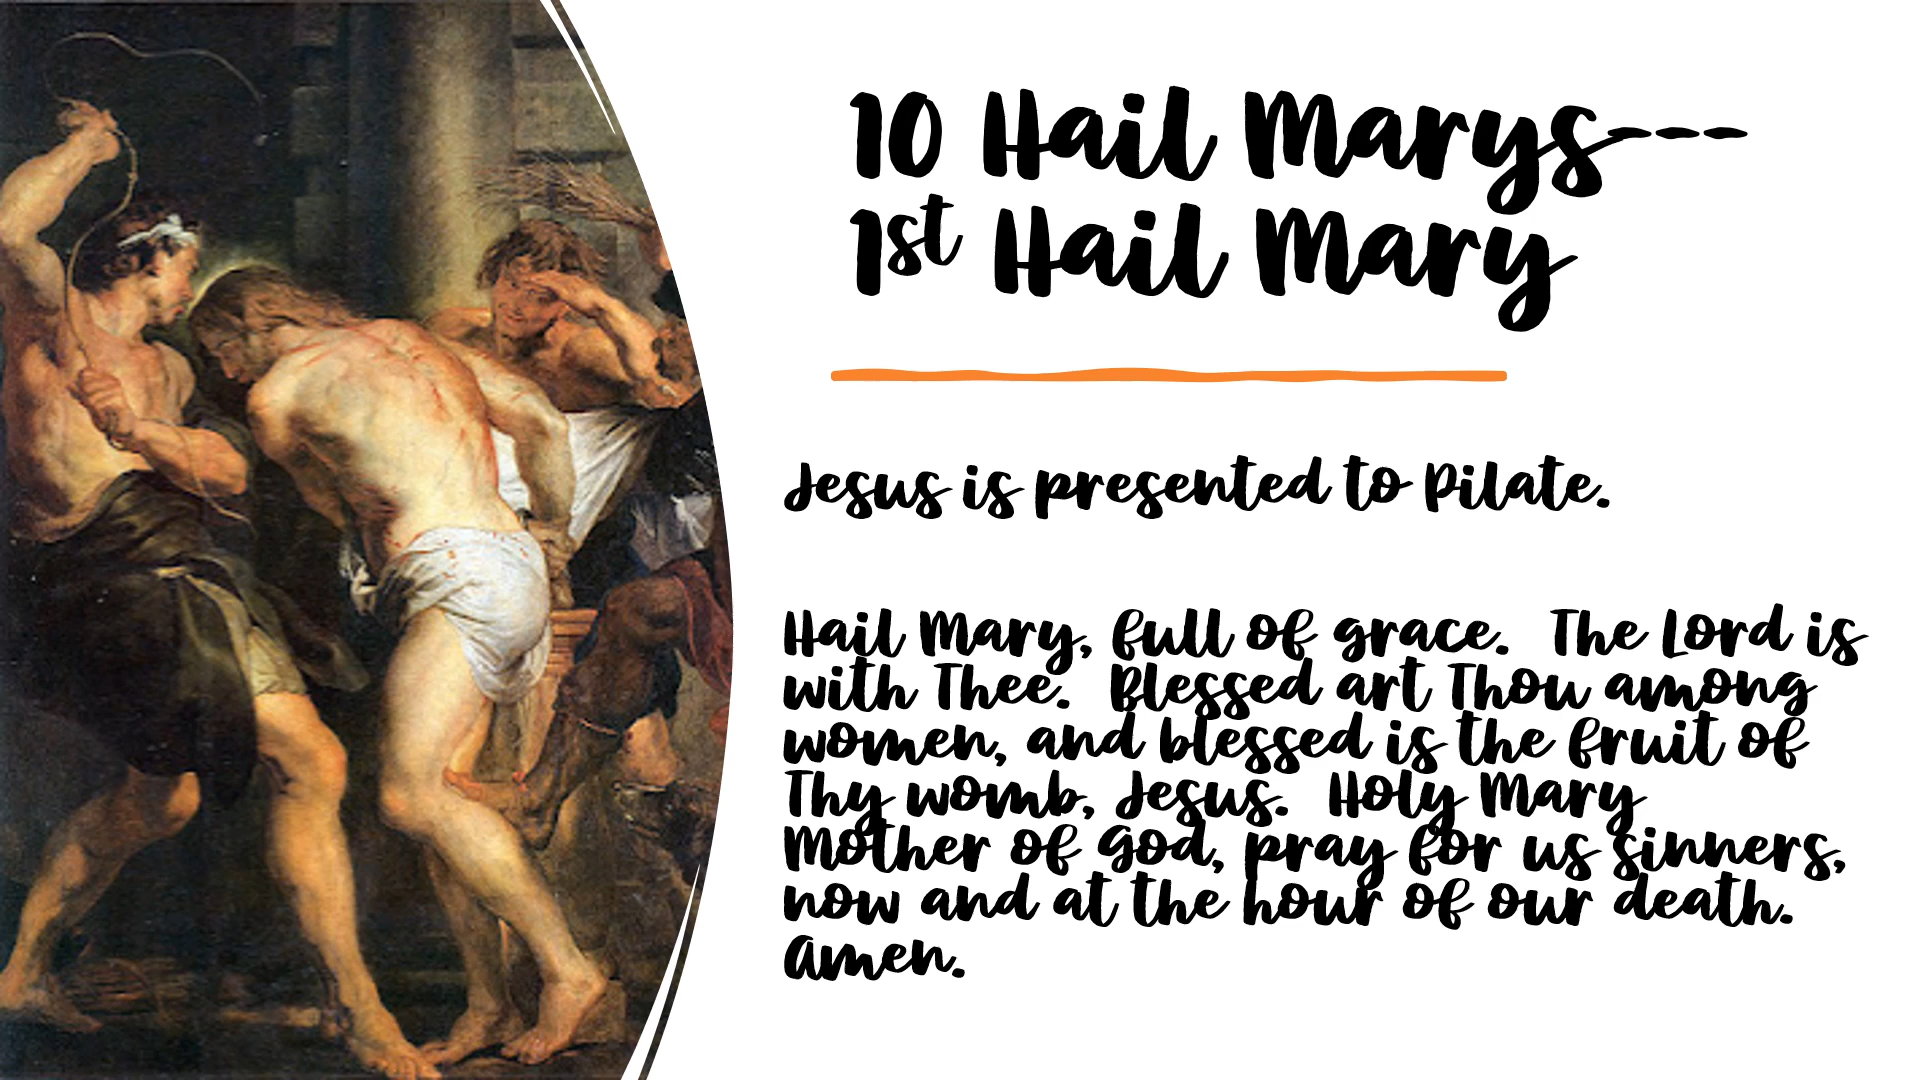 10 Hail Marys---
1st Hail Mary
Jesus is presented to Pilate.
Hail Mary, full of grace.  The Lord is
with Thee.  Blessed art Thou among
women, and blessed is the fruit of
Thy womb, Jesus.  Holy Mary
Mother of God, pray for us sinners,
now and at the hour of our death.
Amen.